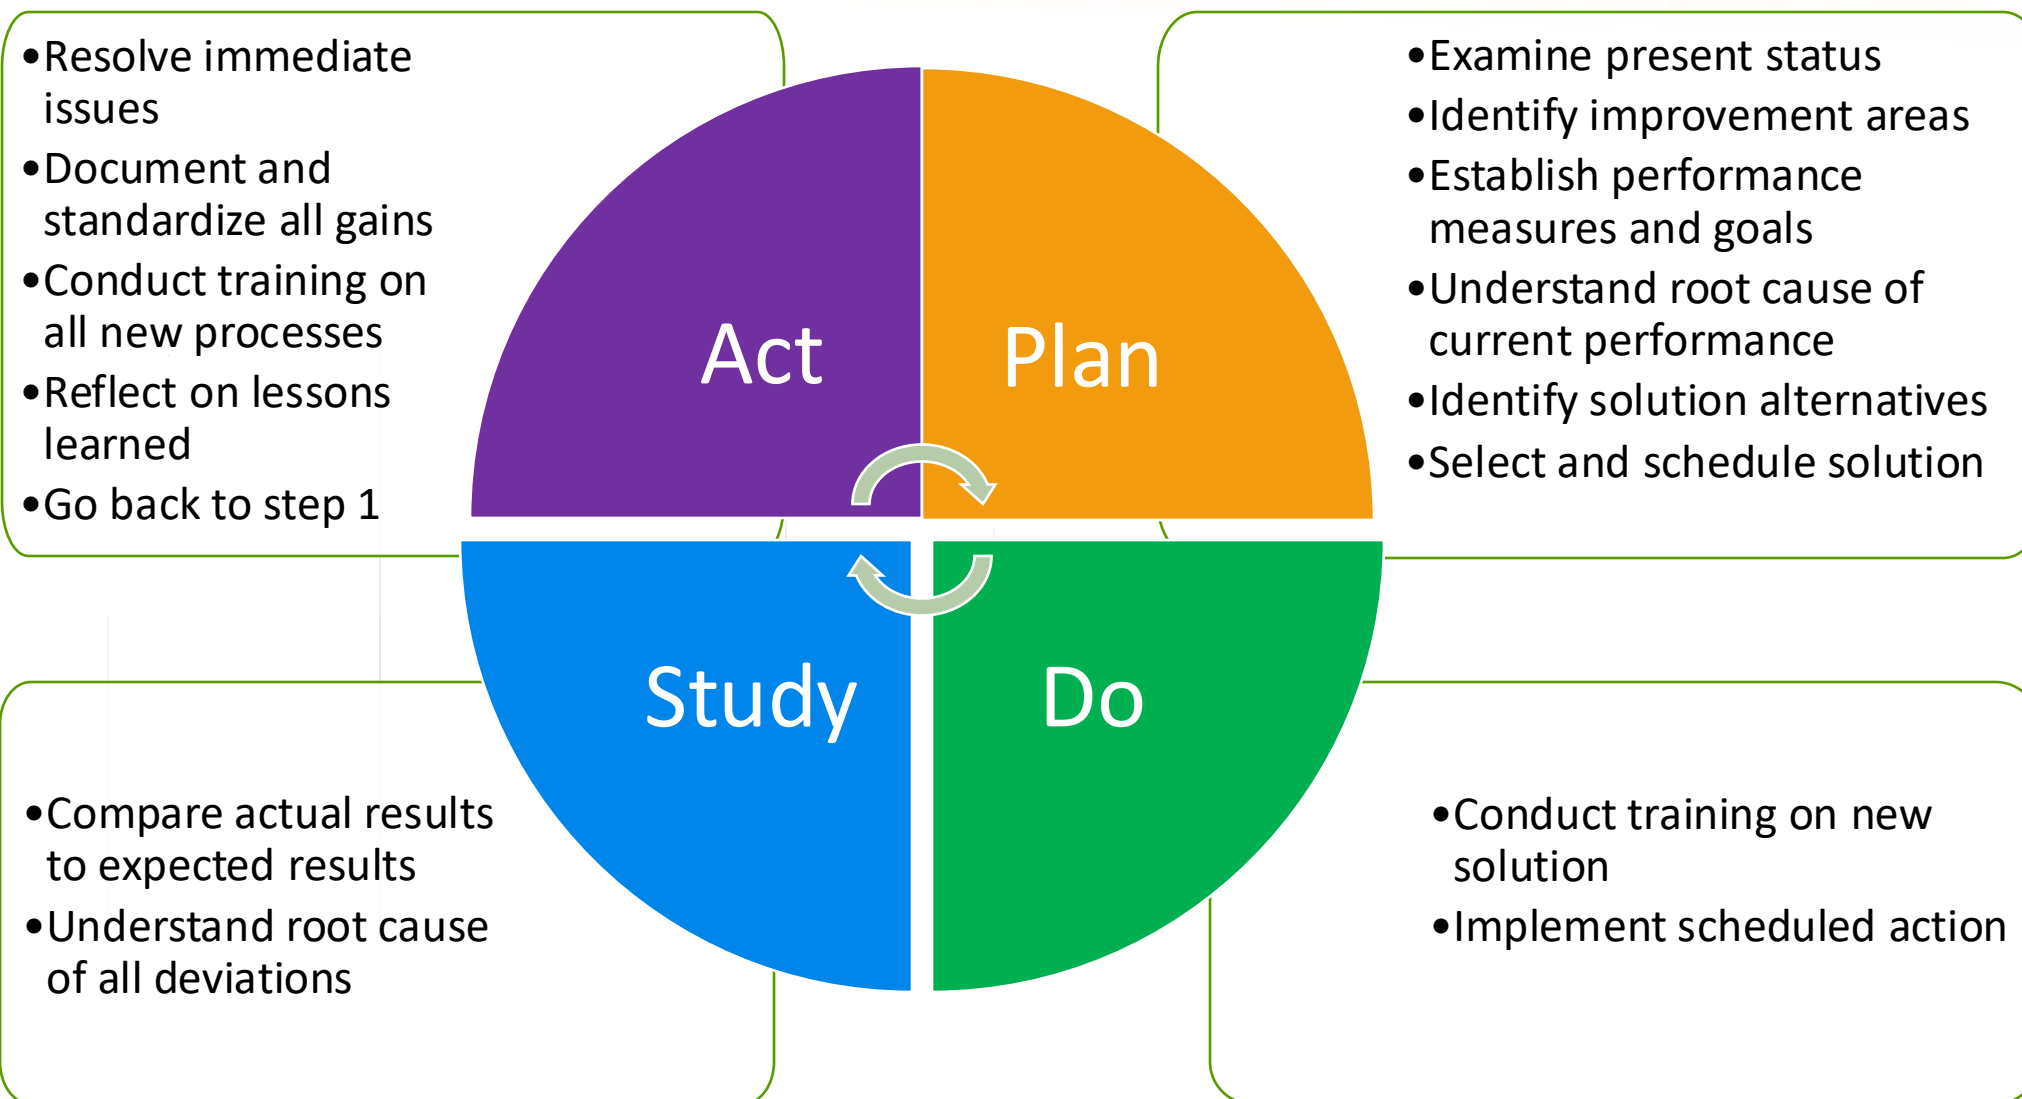 •Resolve immediate
issues
•Document and
standardize all gains
•Conduct training on
all new processes
•Reflect on lessons
learned
•Go back to step 1
Act
Plan
•Examine present status
•Identify improvement areas
•Establish performance
measures and goals
•Understand root cause of
current performance
•Identify solution alternatives
•Select and schedule solution
Study
Do
•Compare actual results
to expected results
•Understand root cause
of all deviations
•Conduct training on new
solution
•Implement scheduled action